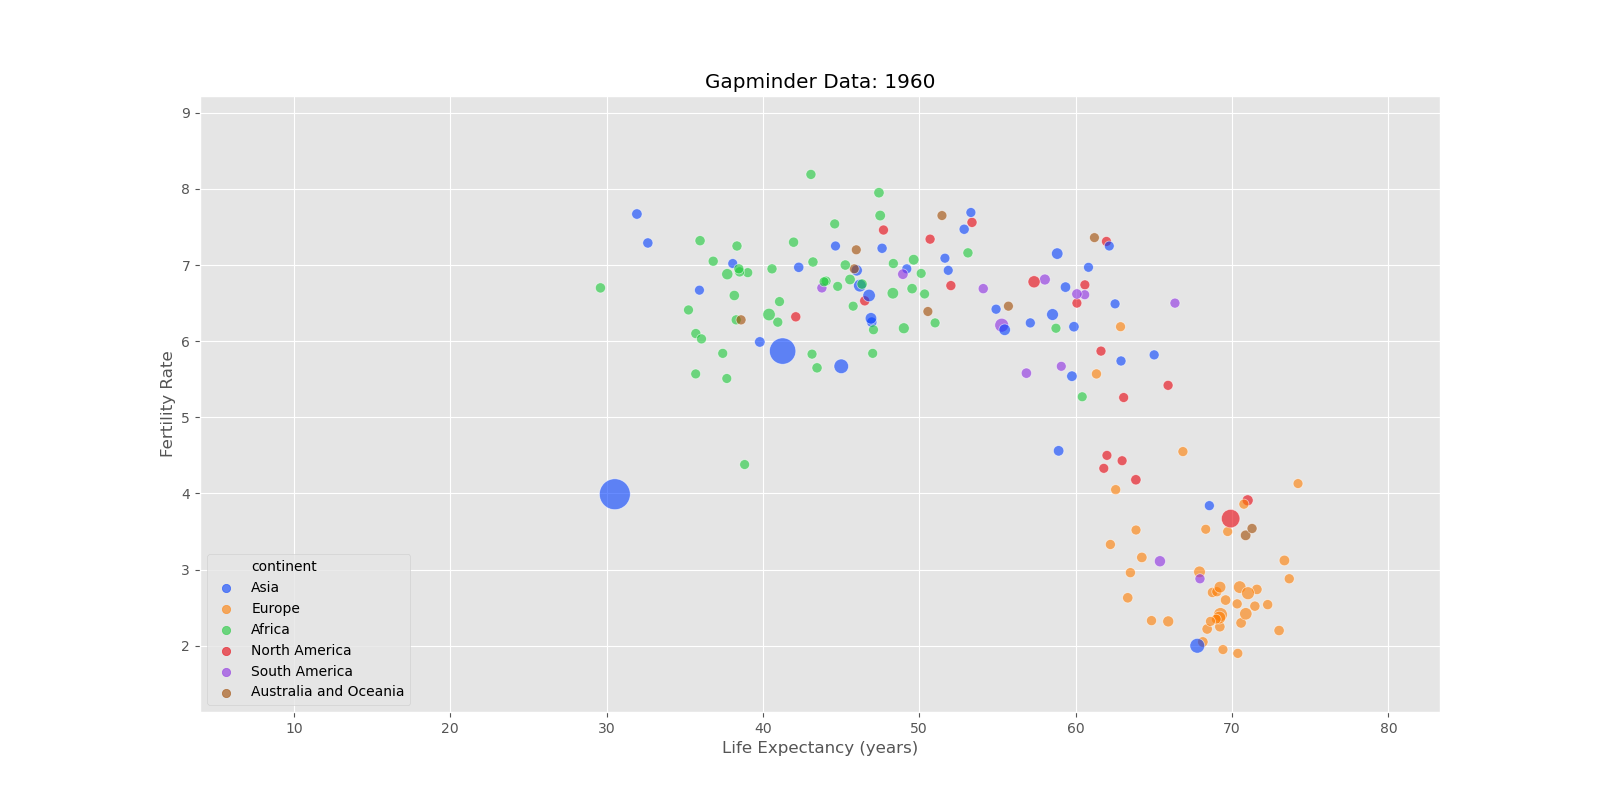 Gapminder Data: 1960
9
8
7
6
5
4
3
2
Fertility Rate
continent
Asia
Europe
Africa
North America
South America
Australia and Oceania
10 20 30 40 50 60 70 80
Life Expectancy (years)